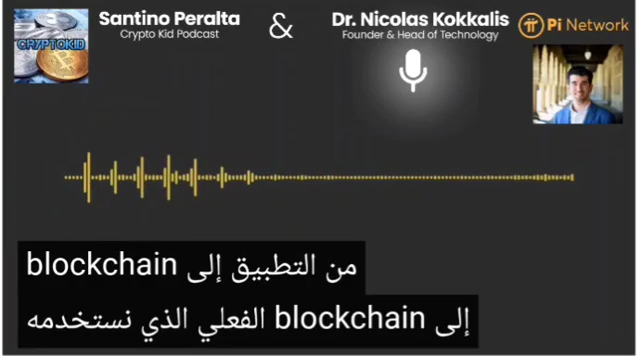 Santino Peralta
Crypto Kid Podcast
&
Dr. Nicolas Kokkalis
Founder & Head of Technology
Pi Network
CRYPTOKID
من التطبيق إلى blockchain
إلى blockchain الفعلي الذي نستخدمه